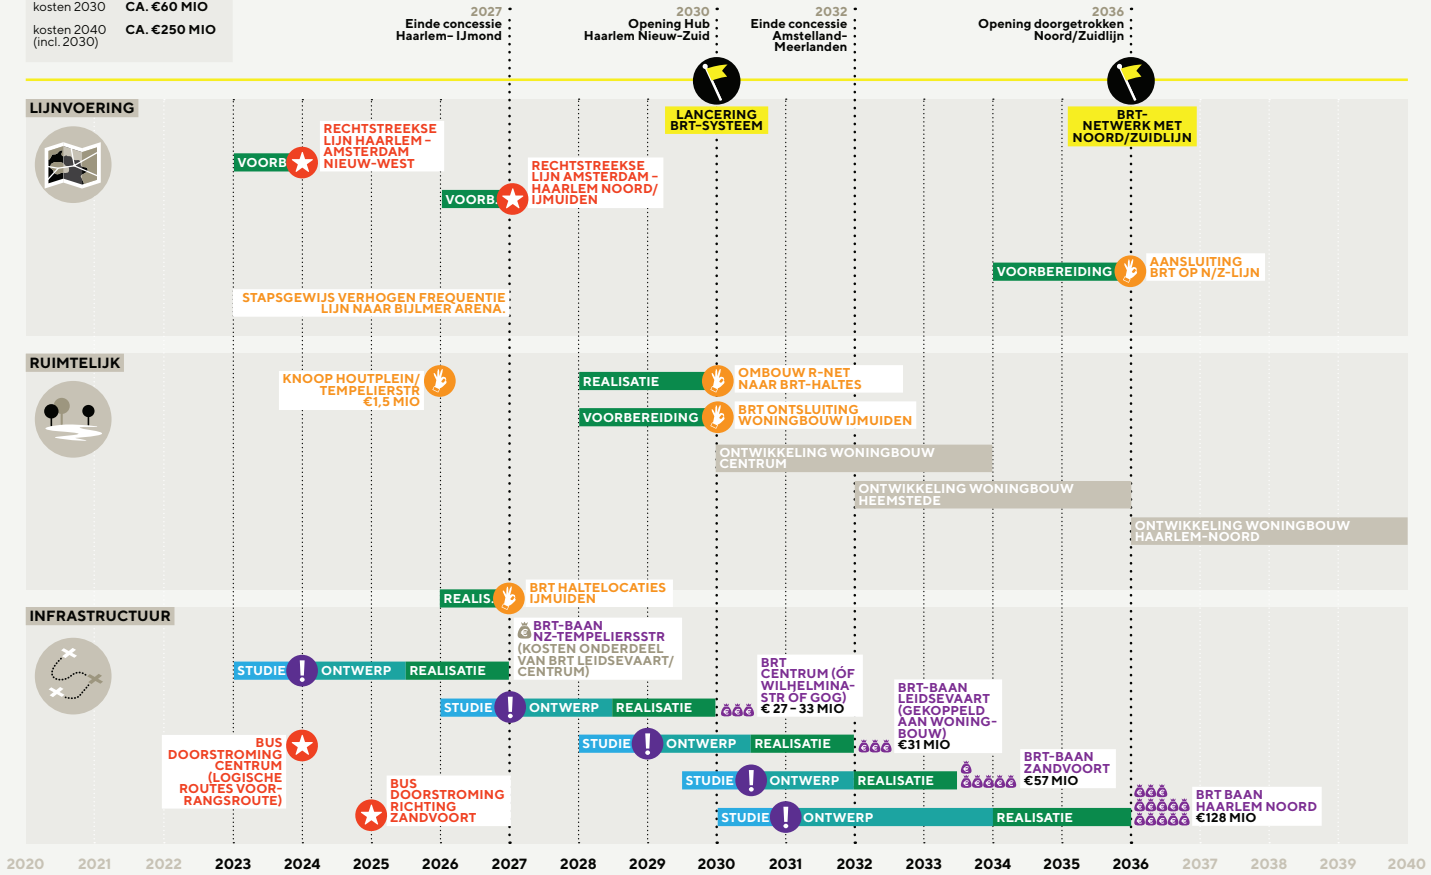 kosten 2030 CA. €60 MIO
kosten 2040 CA. €250 MIO
(incl. 2030)
2027
Einde concessie
Haarlem– IJmond
2030
Opening Hub
Haarlem Nieuw-Zuid
2032
Einde concessie
Amstelland-
Meerlanden
2036
Opening doorgetrokken
Noord/Zuidlijn
LANCERING
BRT-SYSTEEM
BRT-
NETWERK MET
NOORD/ZUIDLIJN
LIJNVOERING
VOORB
RECHTSTREEKSE
LIJN HAARLEM –
AMSTERDAM
NIEUW-WEST
VOORB.
RECHTSTREEKSE
LIJN AMSTERDAM –
HAARLEM NOORD/
IJMUIDEN
VOORBEREIDING
AANSLUITING
BRT OP N/Z-LIJN
STAPSGEWIJS VERHOGEN FREQUENTIE
LIJN NAAR BIJLMER ARENA.
RUIMTELIJK
KNOOP HOUTPLEIN/
TEMPELIERSTR
€1,5 MIO
REALISATIE
OMBOUW R-NET
NAAR BRT-HALTES
VOORBEREIDING
BRT ONTSLUITING
WONINGBOUW IJMUIDEN
ONTWIKKELING WONINGBOUW
CENTRUM
ONTWIKKELING WONINGBOUW
HEEMSTEDE
ONTWIKKELING WONINGBOUW
HAARLEM-NOORD
REALIS.
BRT HALTELOCATIES
IJMUIDEN
INFRASTRUCTUUR
STUDIE ! ONTWERP REALISATIE
€ BRT-BAAN
NZ-TEMPELIERSSTR
(KOSTEN ONDERDEEL
VAN BRT LEIDSEVAART/
CENTRUM)
STUDIE ! ONTWERP REALISATIE
€ € €
BRT
CENTRUM (ÓF
WILHELMINA-
STR ÓF GOG)
€ 27 – 33 MIO
STUDIE ! ONTWERP REALISATIE
€ € €
BRT-BAAN
LEIDSEVAART
(GEKOPPELD
AAN WONING-
BOUW)
€31 MIO
BUS
DOORSTROMING
CENTRUM
(LOGISCHE
ROUTES VOOR-
RANGSROUTE)
STUDIE ! ONTWERP REALISATIE
€
€ € € € €
BRT-BAAN
ZANDVOORT
€57 MIO
BUS
DOORSTROMING
RICHTING
ZANDVOORT
STUDIE ! ONTWERP REALISATIE
€ € €
€ € € € €
€ € € € €
BRT BAAN
HAARLEM NOORD
€128 MIO
2020 2021 2022 2023 2024 2025 2026 2027 2028 2029 2030 2031 2032 2033 2034 2035 2036 2037 2038 2039 2040